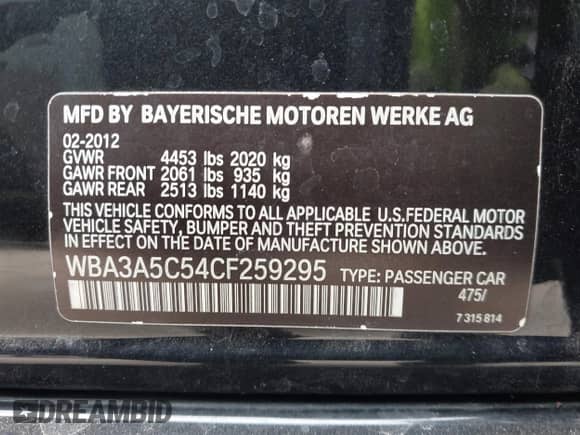 MFD BY BAYERISCHE MOTOREN WERKE AG
02-2012
GVWR 4453 lbs 2020 kg
GAWR FRONT 2061 lbs 935 kg
GAWR REAR 2513 lbs 1140 kg
THIS VEHICLE CONFORMS TO ALL APPLICABLE U.S.FEDERAL MOTOR
VEHICLE SAFETY, BUMPER AND THEFT PREVENTION STANDARDS
IN EFFECT ON THE DATE OF MANUFACTURE SHOWN ABOVE.
WBA3A5C54CF259295 TYPE: PASSENGER CAR
475/
7 315 814
DREAMBID